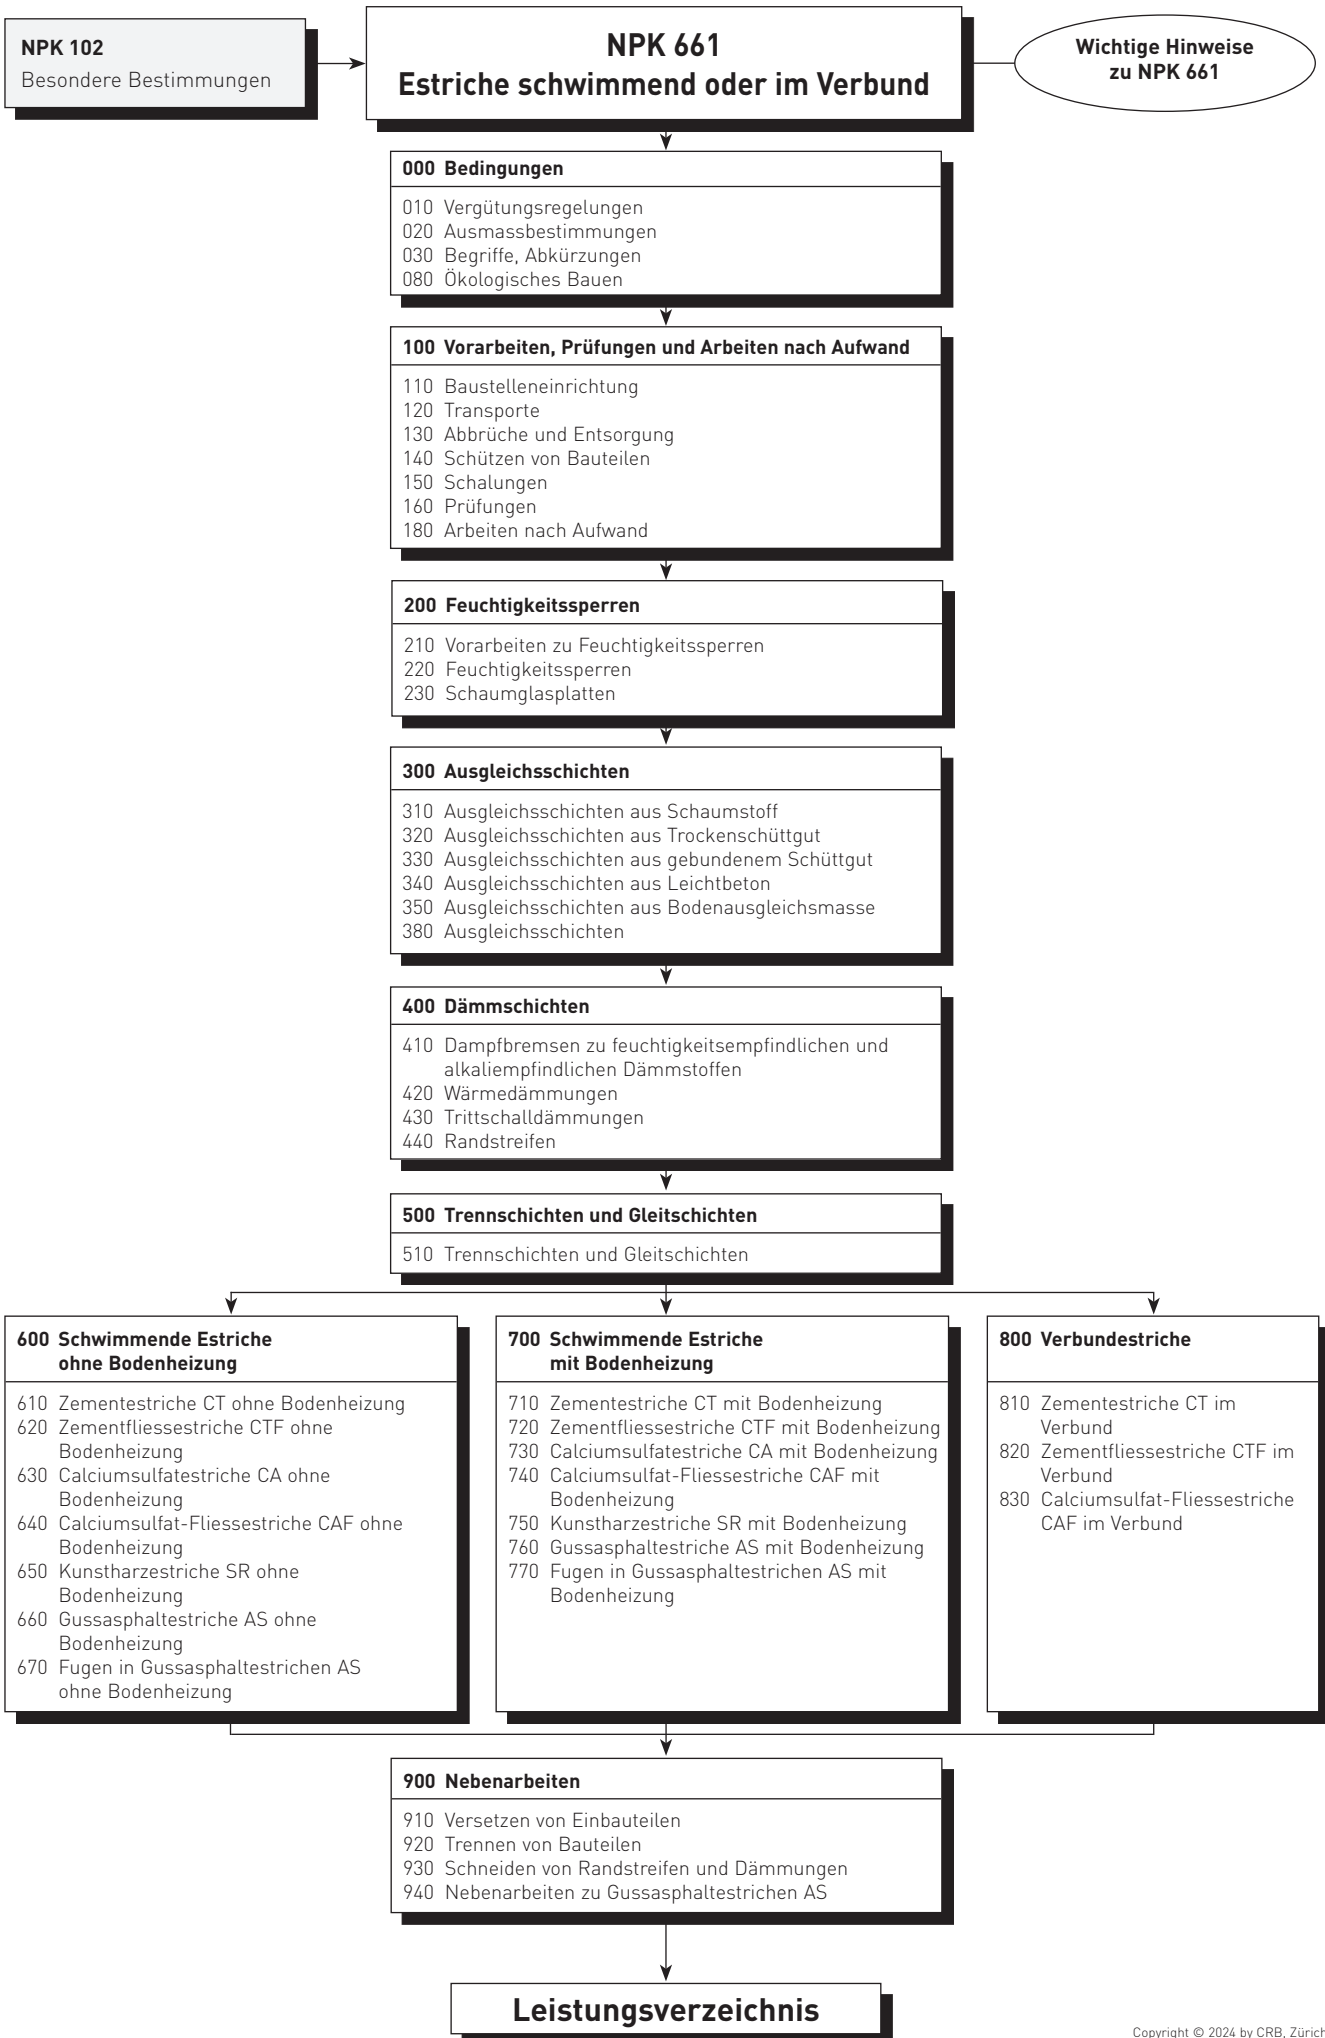 NPK 102
Besondere Bestimmungen
NPK 661
Estriche schwimmend oder im Verbund
Wichtige Hinweise
zu NPK 661
000 Bedingungen
010 Vergütungsregelungen
020 Ausmassbestimmungen
030 Begriffe, Abkürzungen
080 Ökologisches Bauen
100 Vorarbeiten, Prüfungen und Arbeiten nach Aufwand
110 Baustelleneinrichtung
120 Transporte
130 Abbrüche und Entsorgung
140 Schützen von Bauteilen
150 Schalungen
160 Prüfungen
180 Arbeiten nach Aufwand
200 Feuchtigkeitssperren
210 Vorarbeiten zu Feuchtigkeitssperren
220 Feuchtigkeitssperren
230 Schaumglasplatten
300 Ausgleichsschichten
310 Ausgleichsschichten aus Schaumstoff
320 Ausgleichsschichten aus Trockenschüttgut
330 Ausgleichsschichten aus gebundenem Schüttgut
340 Ausgleichsschichten aus Leichtbeton
350 Ausgleichsschichten aus Bodenausgleichsmasse
380 Ausgleichsschichten
400 Dämmschichten
410 Dampfbremsen zu feuchtigkeitsempfindlichen und
alkaliempfindlichen Dämmstoffen
420 Wärmedämmungen
430 Trittschalldämmungen
440 Randstreifen
500 Trennschichten und Gleitschichten
510 Trennschichten und Gleitschichten
600 Schwimmende Estriche
ohne Bodenheizung
610 Zementestriche CT ohne Bodenheizung
620 Zementfliessestriche CTF ohne
Bodenheizung
630 Calciumsulfatestriche CA ohne
Bodenheizung
640 Calciumsulfat-Fliessestriche CAF ohne
Bodenheizung
650 Kunstharzestriche SR ohne
Bodenheizung
660 Gussasphaltestriche AS ohne
Bodenheizung
670 Fugen in Gussasphaltestrichen AS
ohne Bodenheizung
700 Schwimmende Estriche
mit Bodenheizung
710 Zementestriche CT mit Bodenheizung
720 Zementfliessestriche CTF mit Bodenheizung
730 Calciumsulfatestriche CA mit Bodenheizung
740 Calciumsulfat-Fliessestriche CAF mit
Bodenheizung
750 Kunstharzestriche SR mit Bodenheizung
760 Gussasphaltestriche AS mit Bodenheizung
770 Fugen in Gussasphaltestrichen AS mit
Bodenheizung
800 Verbundestriche
810 Zementestriche CT im
Verbund
820 Zementfliessestriche CTF im
Verbund
830 Calciumsulfat-Fliessestriche
CAF im Verbund
900 Nebenarbeiten
910 Versetzen von Einbauteilen
920 Trennen von Bauteilen
930 Schneiden von Randstreifen und Dämmungen
940 Nebenarbeiten zu Gussasphaltestrichen AS
Leistungsverzeichnis
Copyright © 2024 by CRB, Zürich